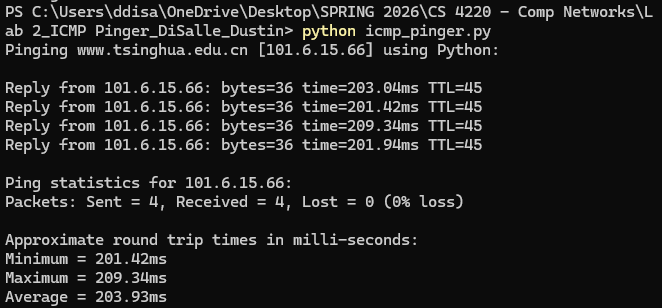 PS C:\Users\ddisa\OneDrive\Desktop\SPRING 2026\CS 4220 - Comp Networks\L
ab 2_ICMP Pinger_DiSalle_Dustin> python icmp_pinger.py
Pinging www.tsinghua.edu.cn [101.6.15.66] using Python:
Reply from 101.6.15.66: bytes=36 time=203.04ms TTL=45
Reply from 101.6.15.66: bytes=36 time=201.42ms TTL=45
Reply from 101.6.15.66: bytes=36 time=209.34ms TTL=45
Reply from 101.6.15.66: bytes=36 time=201.94ms TTL=45
Ping statistics for 101.6.15.66:
Packets: Sent = 4, Received = 4, Lost = 0 (0% loss)
Approximate round trip times in milli-seconds:
Minimum = 201.42ms
Maximum = 209.34ms
Average = 203.93ms